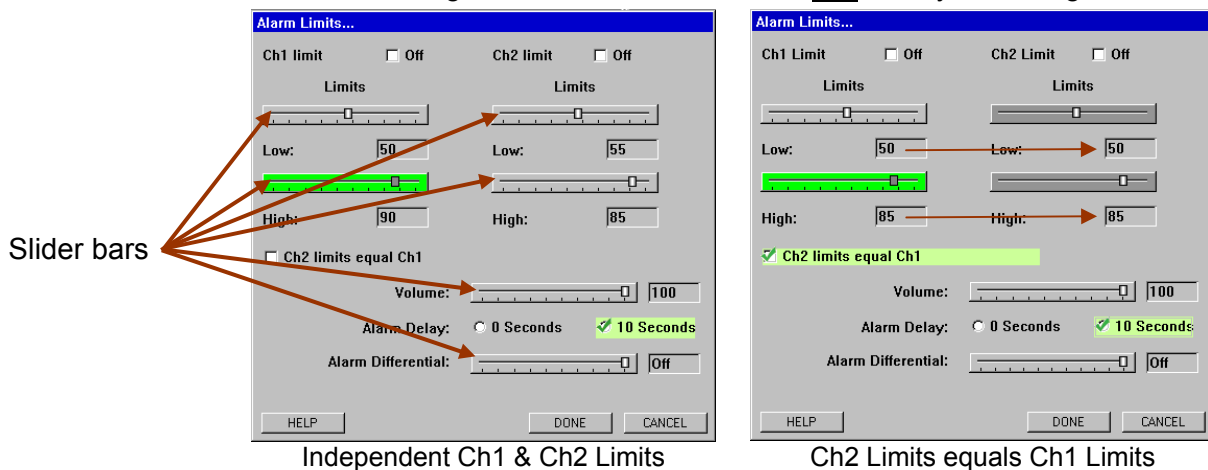 Alarm Limits...
Ch1 limit Off Ch2 limit Off
Limits Limits
Low: 50 Low: 55
High: 90 High: 85
Ch2 limits equal Ch1
Volume: 100
Alarm Delay: 0 Seconds 10 Seconds
Alarm Differential: Off
HELP DONE CANCEL
Independent Ch1 & Ch2 Limits
Slider bars
Alarm Limits...
Ch1 Limit Off Ch2 Limit Off
Limits Limits
Low: 50 Low: 50
High: 85 High: 85
Ch2 limits equal Ch1
Volume: 100
Alarm Delay: 0 Seconds 10 Seconds
Alarm Differential: Off
HELP DONE CANCEL
Ch2 Limits equals Ch1 Limits